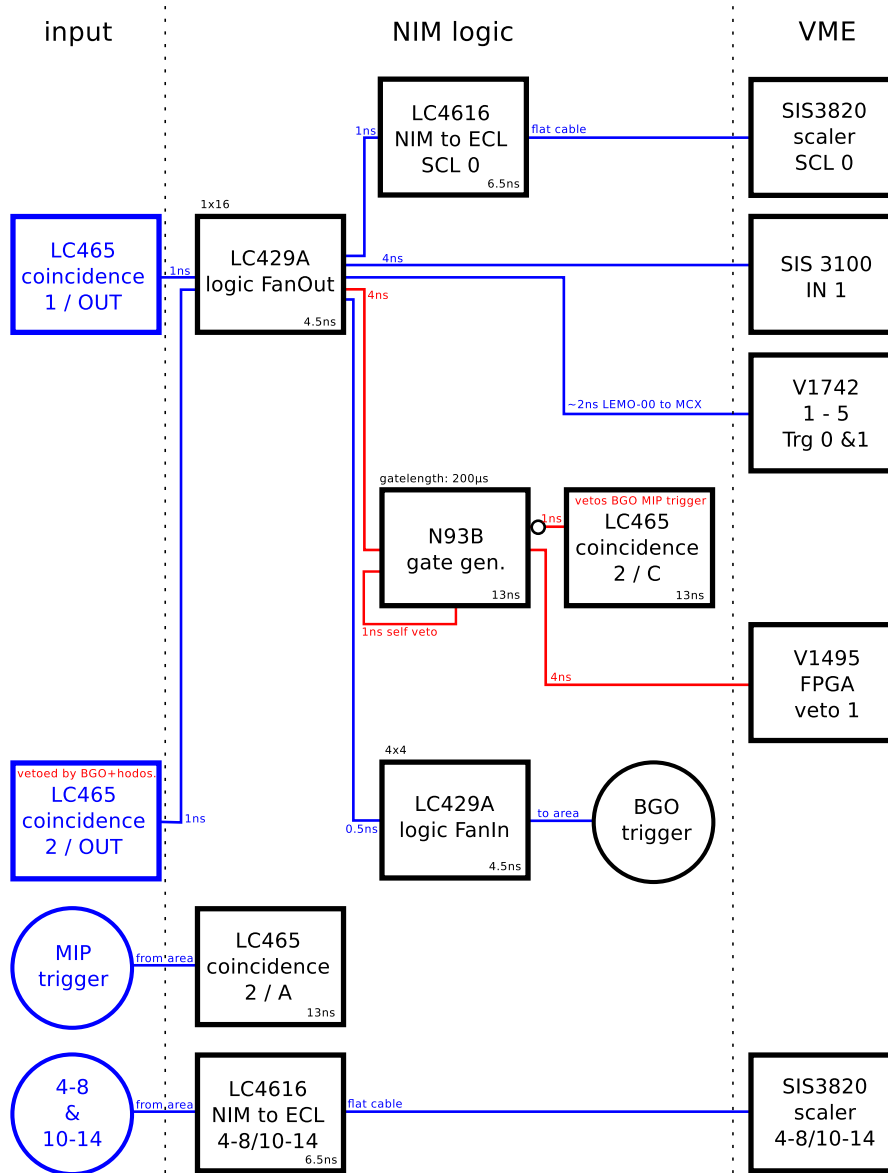 input
NIM logic
VME
LC4616
NIM to ECL
SCL 0
6.5ns
1ns
flat cable
SIS3820
scaler
SCL 0
1x16
LC465
coincidence
1 / OUT
1ns
LC429A
logic FanOut
4.5ns
4ns
SIS 3100
IN 1
4ns
~2ns LEMO-00 to MCX
V1742
1 - 5
Trg 0 &1
gatelength: 200µs
N93B
gate gen.
13ns
1ns
vetos BGO MIP trigger
LC465
coincidence
2 / C
13ns
1ns self veto
4ns
V1495
FPGA
veto 1
vetoed by BGO+hodos.
LC465
coincidence
2 / OUT
1ns
4x4
0.5ns
LC429A
logic FanIn
4.5ns
to area
BGO
trigger
MIP
trigger
from area
LC465
coincidence
2 / A
13ns
4-8
&
10-14
from area
LC4616
NIM to ECL
4-8/10-14
6.5ns
flat cable
SIS3820
scaler
4-8/10-14